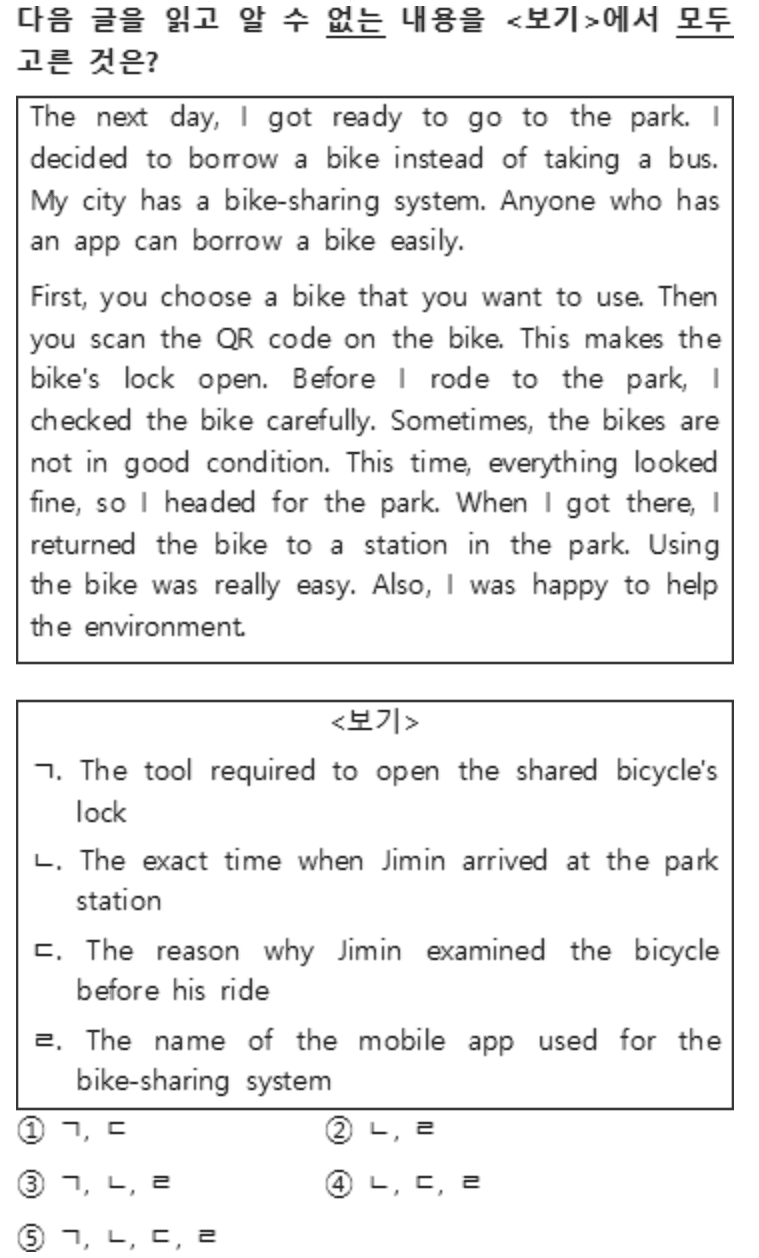 다음 글을 읽고 알 수 없는 내용을 <보기>에서 모두
고른 것은?
The next day, I got ready to go to the park. I
decided to borrow a bike instead of taking a bus.
My city has a bike-sharing system. Anyone who has
an app can borrow a bike easily.
First, you choose a bike that you want to use. Then
you scan the QR code on the bike. This makes the
bike's lock open. Before I rode to the park, I
checked the bike carefully. Sometimes, the bikes are
not in good condition. This time, everything looked
fine, so I headed for the park. When I got there, I
returned the bike to a station in the park. Using
the bike was really easy. Also, I was happy to help
the environment.
<보기>
ㄱ. The tool required to open the shared bicycle's
lock
ㄴ. The exact time when Jimin arrived at the park
station
ㄷ. The reason why Jimin examined the bicycle
before his ride
ㄹ. The name of the mobile app used for the
bike-sharing system
① ㄱ, ㄷ ② ㄴ, ㄹ
③ ㄱ, ㄴ, ㄹ ④ ㄴ, ㄷ, ㄹ
⑤ ㄱ, ㄴ, ㄷ, ㄹ